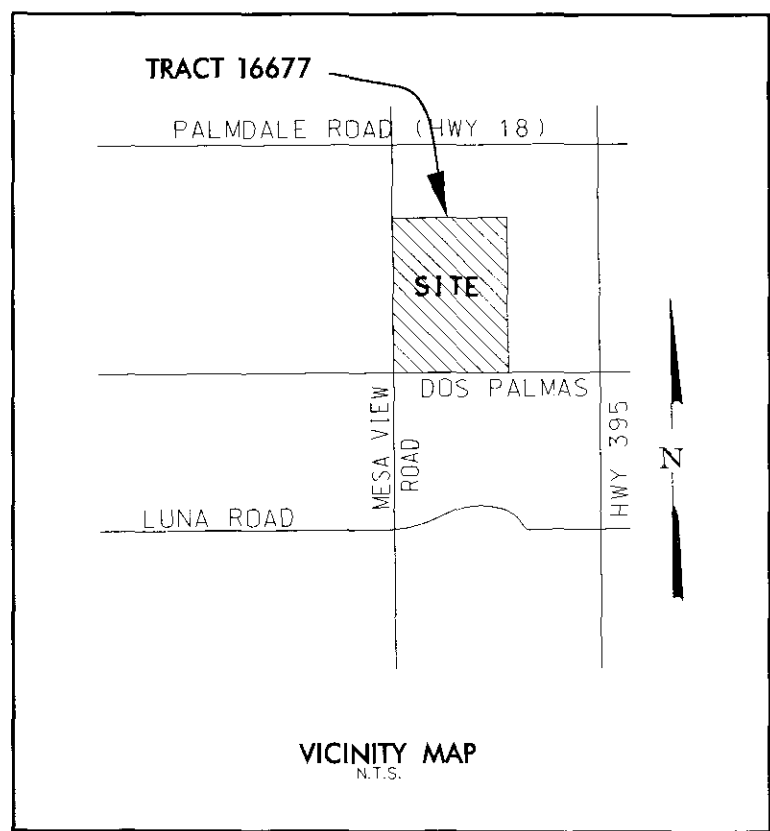 TRACT 16677
PALMDALE ROAD (HWY 18)
SITE
DOS PALMAS
MESA VIEW
ROAD
HWY 395
N
LUNA ROAD
VICINITY MAP
N.T.S.